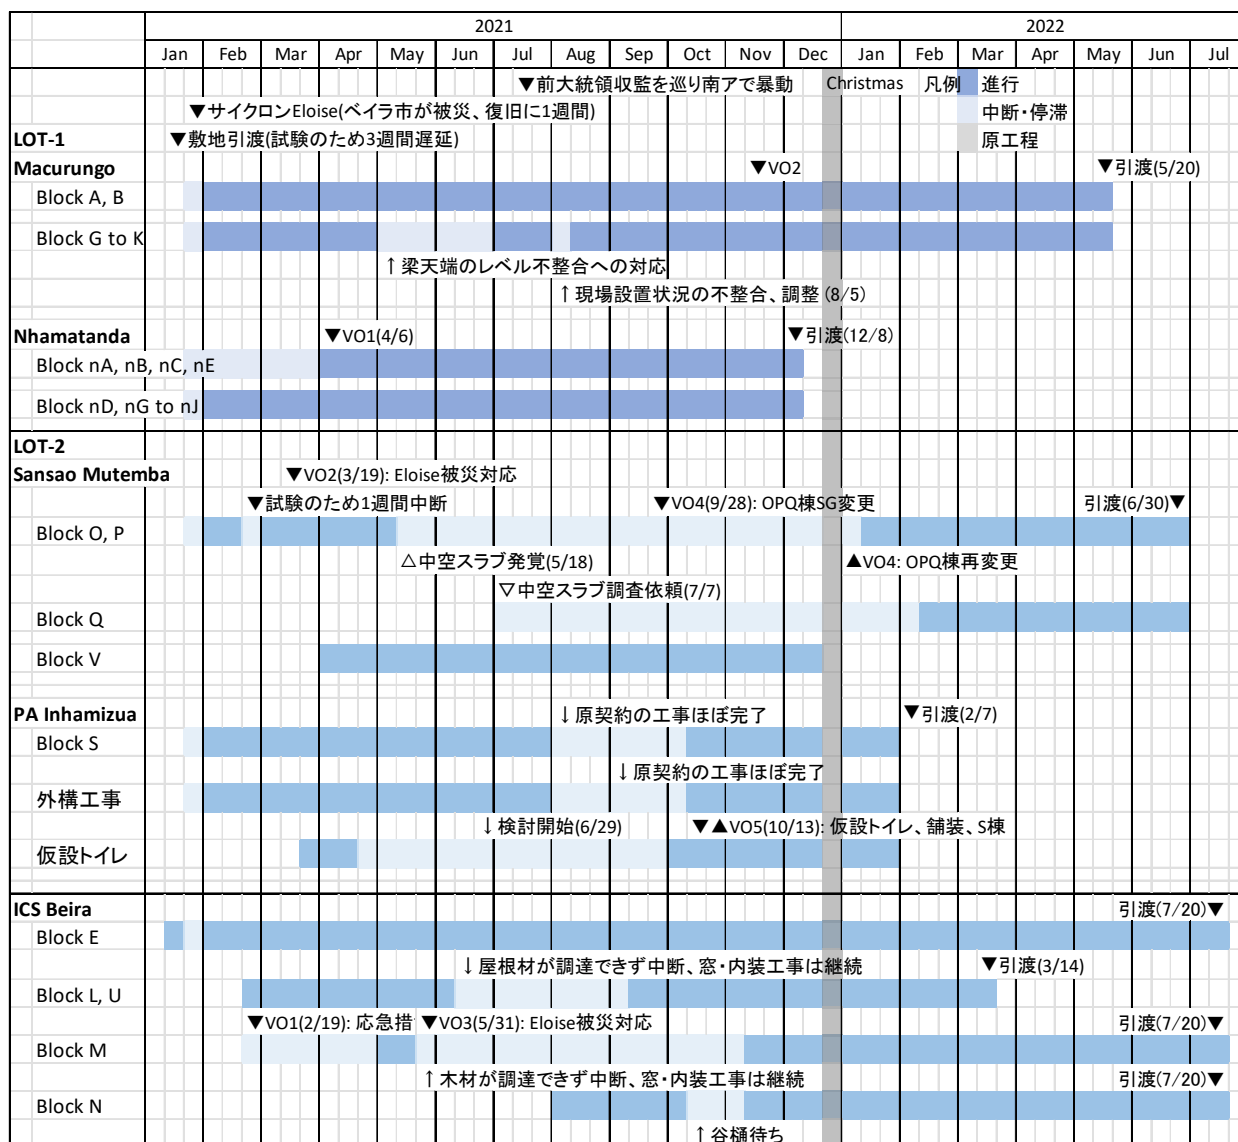 2021 2022
Jan Feb Mar Apr May Jun Jul Aug Sep Oct Nov Dec Jan Feb Mar Apr May Jun Jul
▼前大統領収監を巡り南アで暴動 Christmas 凡例 進行
▼サイクロンEloise(ベイラ市が被災、復旧に1週間) 中断・停滞
LOT-1 ▼敷地引渡(試験のため3週間遅延) 原工程
Macurungo ▼VO2 ▼引渡(5/20)
Block A, B
Block G to K
↑梁天端のレベル不整合への対応
↑現場設置状況の不整合、調整(8/5)
Nhamatanda ▼VO1(4/6) ▼引渡(12/8)
Block nA, nB, nC, nE
Block nD, nG to nJ
LOT-2
Sansao Mutemba ▼VO2(3/19): Eloise被災対応
▼試験のため1週間中断 ▼VO4(9/28): OPQ棟SG変更 引渡(6/30)▼
Block O, P
△中空スラブ発覚(5/18) ▲VO4: OPQ棟再変更
▽中空スラブ調査依頼(7/7)
Block Q
Block V
PA Inhamizua ↓原契約の工事ほぼ完了 ▼引渡(2/7)
Block S
↓原契約の工事ほぼ完了
外構工事
↓検討開始(6/29) ▼▲VO5(10/13): 仮設トイレ、舗装、S棟
仮設トイレ
ICS Beira 引渡(7/20)▼
Block E
↓屋根材が調達できず中断、窓・内装工事は継続 ▼引渡(3/14)
Block L, U
▼VO1(2/19): 応急措 ▼VO3(5/31): Eloise被災対応 引渡(7/20)▼
Block M
↑木材が調達できず中断、窓・内装工事は継続 引渡(7/20)▼
Block N
↑谷樋待ち